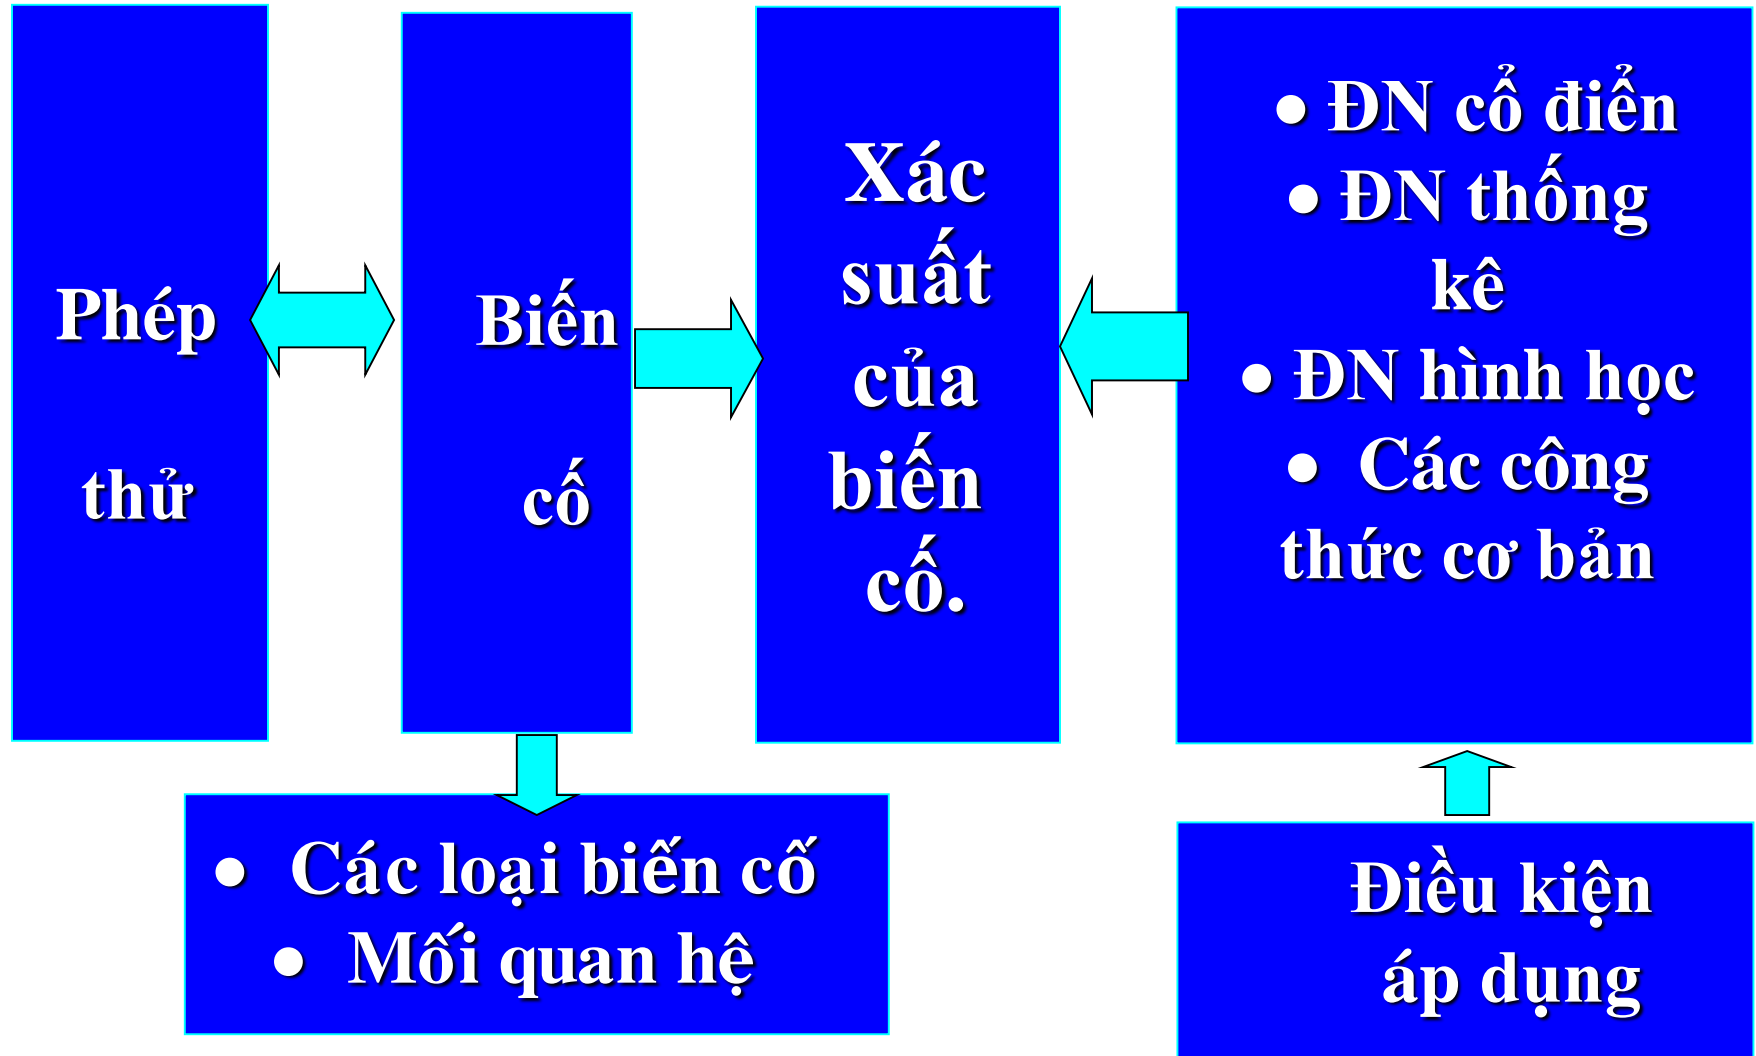 Phép
thử
Biến
cố
Xác
suất
của
biến
cố.
• ĐN cổ điển
• ĐN thống
kê
• ĐN hình học
• Các công
thức cơ bản
• Các loại biến cố
• Mối quan hệ
Điều kiện
áp dụng